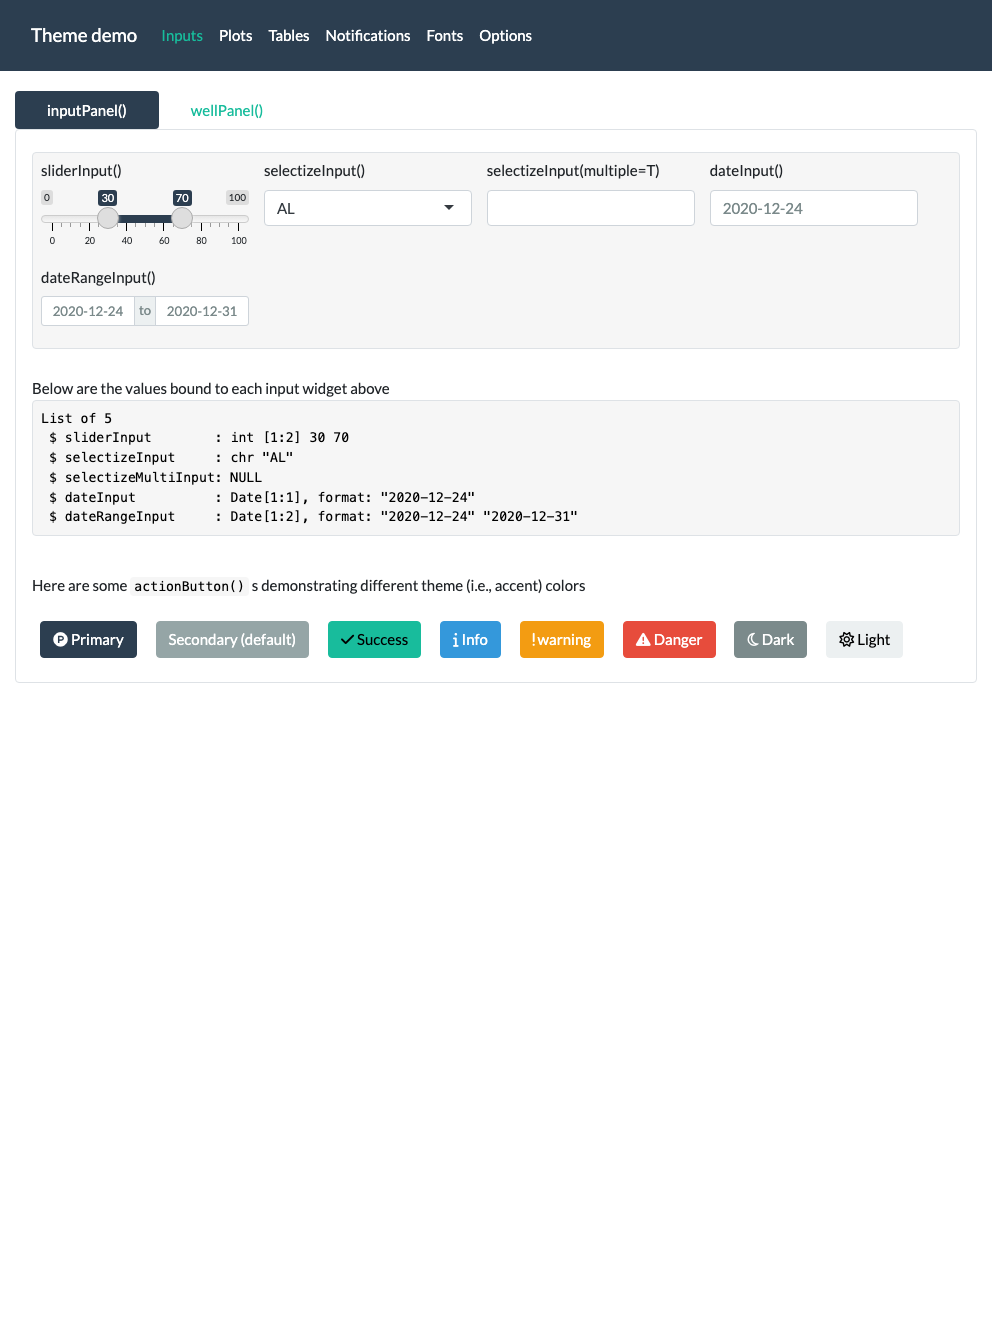 Theme demo Inputs Plots Tables Notifications Fonts Options
inputPanel() wellPanel()
sliderInput() selectizeInput() selectizeInput(multiple=T) dateInput()
0 30 70 100
AL 2020-12-24
0 20 40 60 80 100
dateRangeInput()
2020-12-24 to 2020-12-31
Below are the values bound to each input widget above
List of 5
$ sliderInput : int [1:2] 30 70
$ selectizeInput : chr "AL"
$ selectizeMultiInput: NULL
$ dateInput : Date[1:1], format: "2020-12-24"
$ dateRangeInput : Date[1:2], format: "2020-12-24" "2020-12-31"
Here are some actionButton() s demonstrating different theme (i.e., accent) colors
Primary Secondary (default) Success Info warning Danger Dark Light